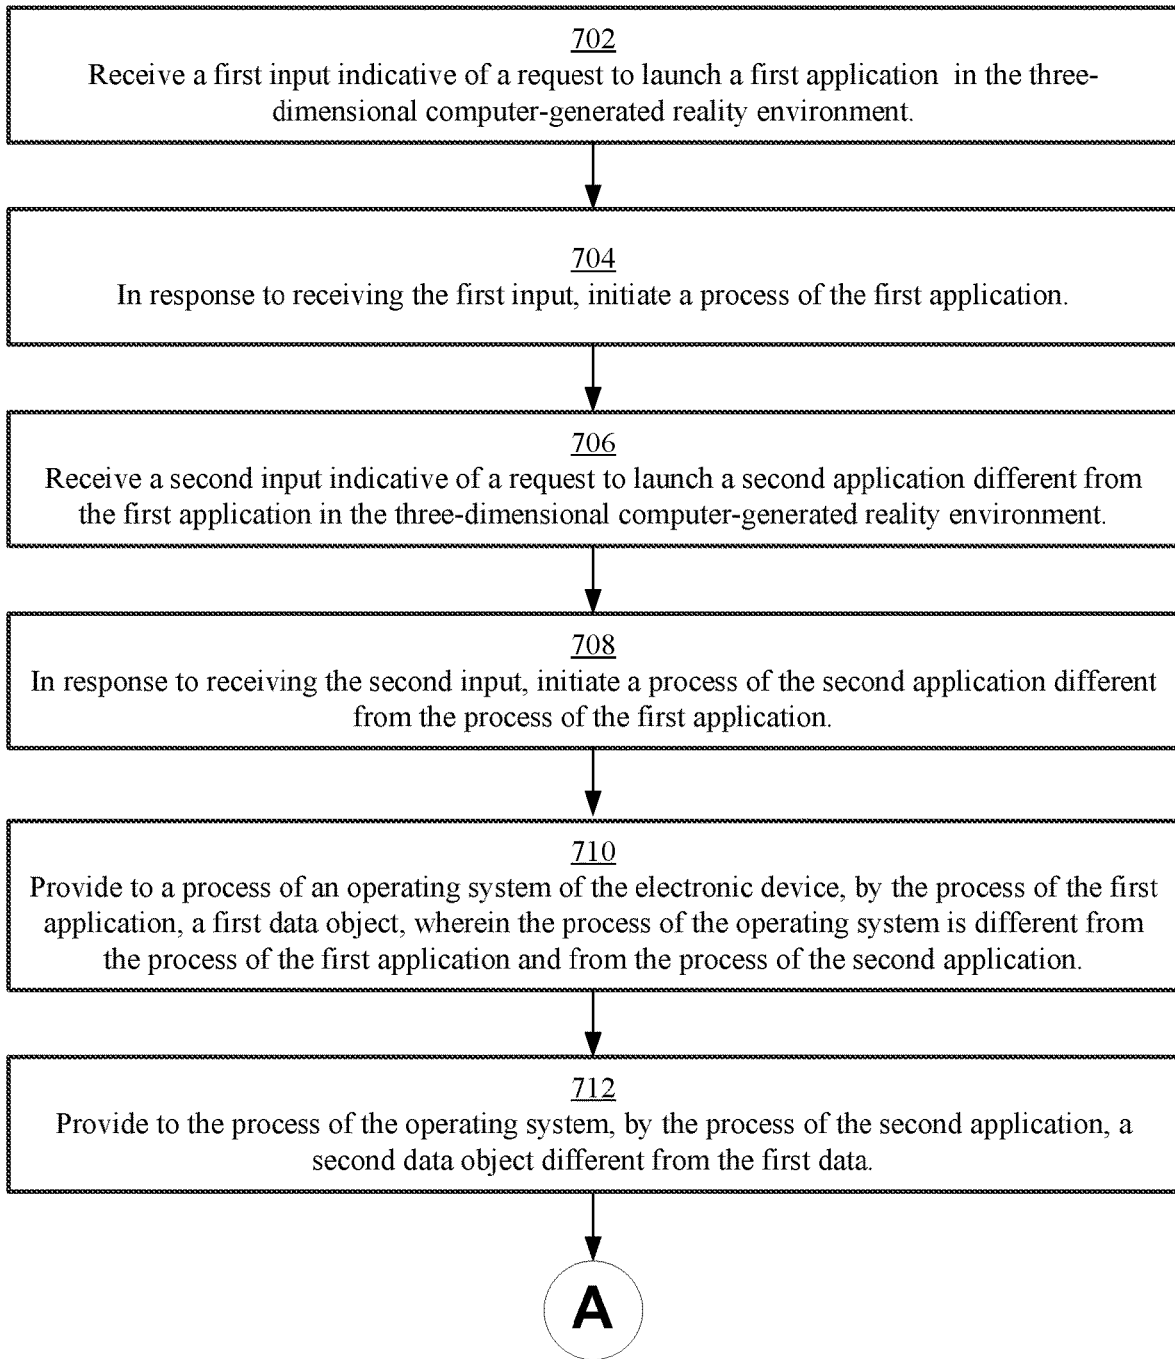 702
Receive a first input indicative of a request to launch a first application in the three-
dimensional computer-generated reality environment.
704
In response to receiving the first input, initiate a process of the first application.
706
Receive a second input indicative of a request to launch a second application different from
the first application in the three-dimensional computer-generated reality environment.
708
In response to receiving the second input, initiate a process of the second application different
from the process of the first application.
710
Provide to a process of an operating system of the electronic device, by the process of the first
application, a first data object, wherein the process of the operating system is different from
the process of the first application and from the process of the second application.
712
Provide to the process of the operating system, by the process of the second application, a
second data object different from the first data.
A